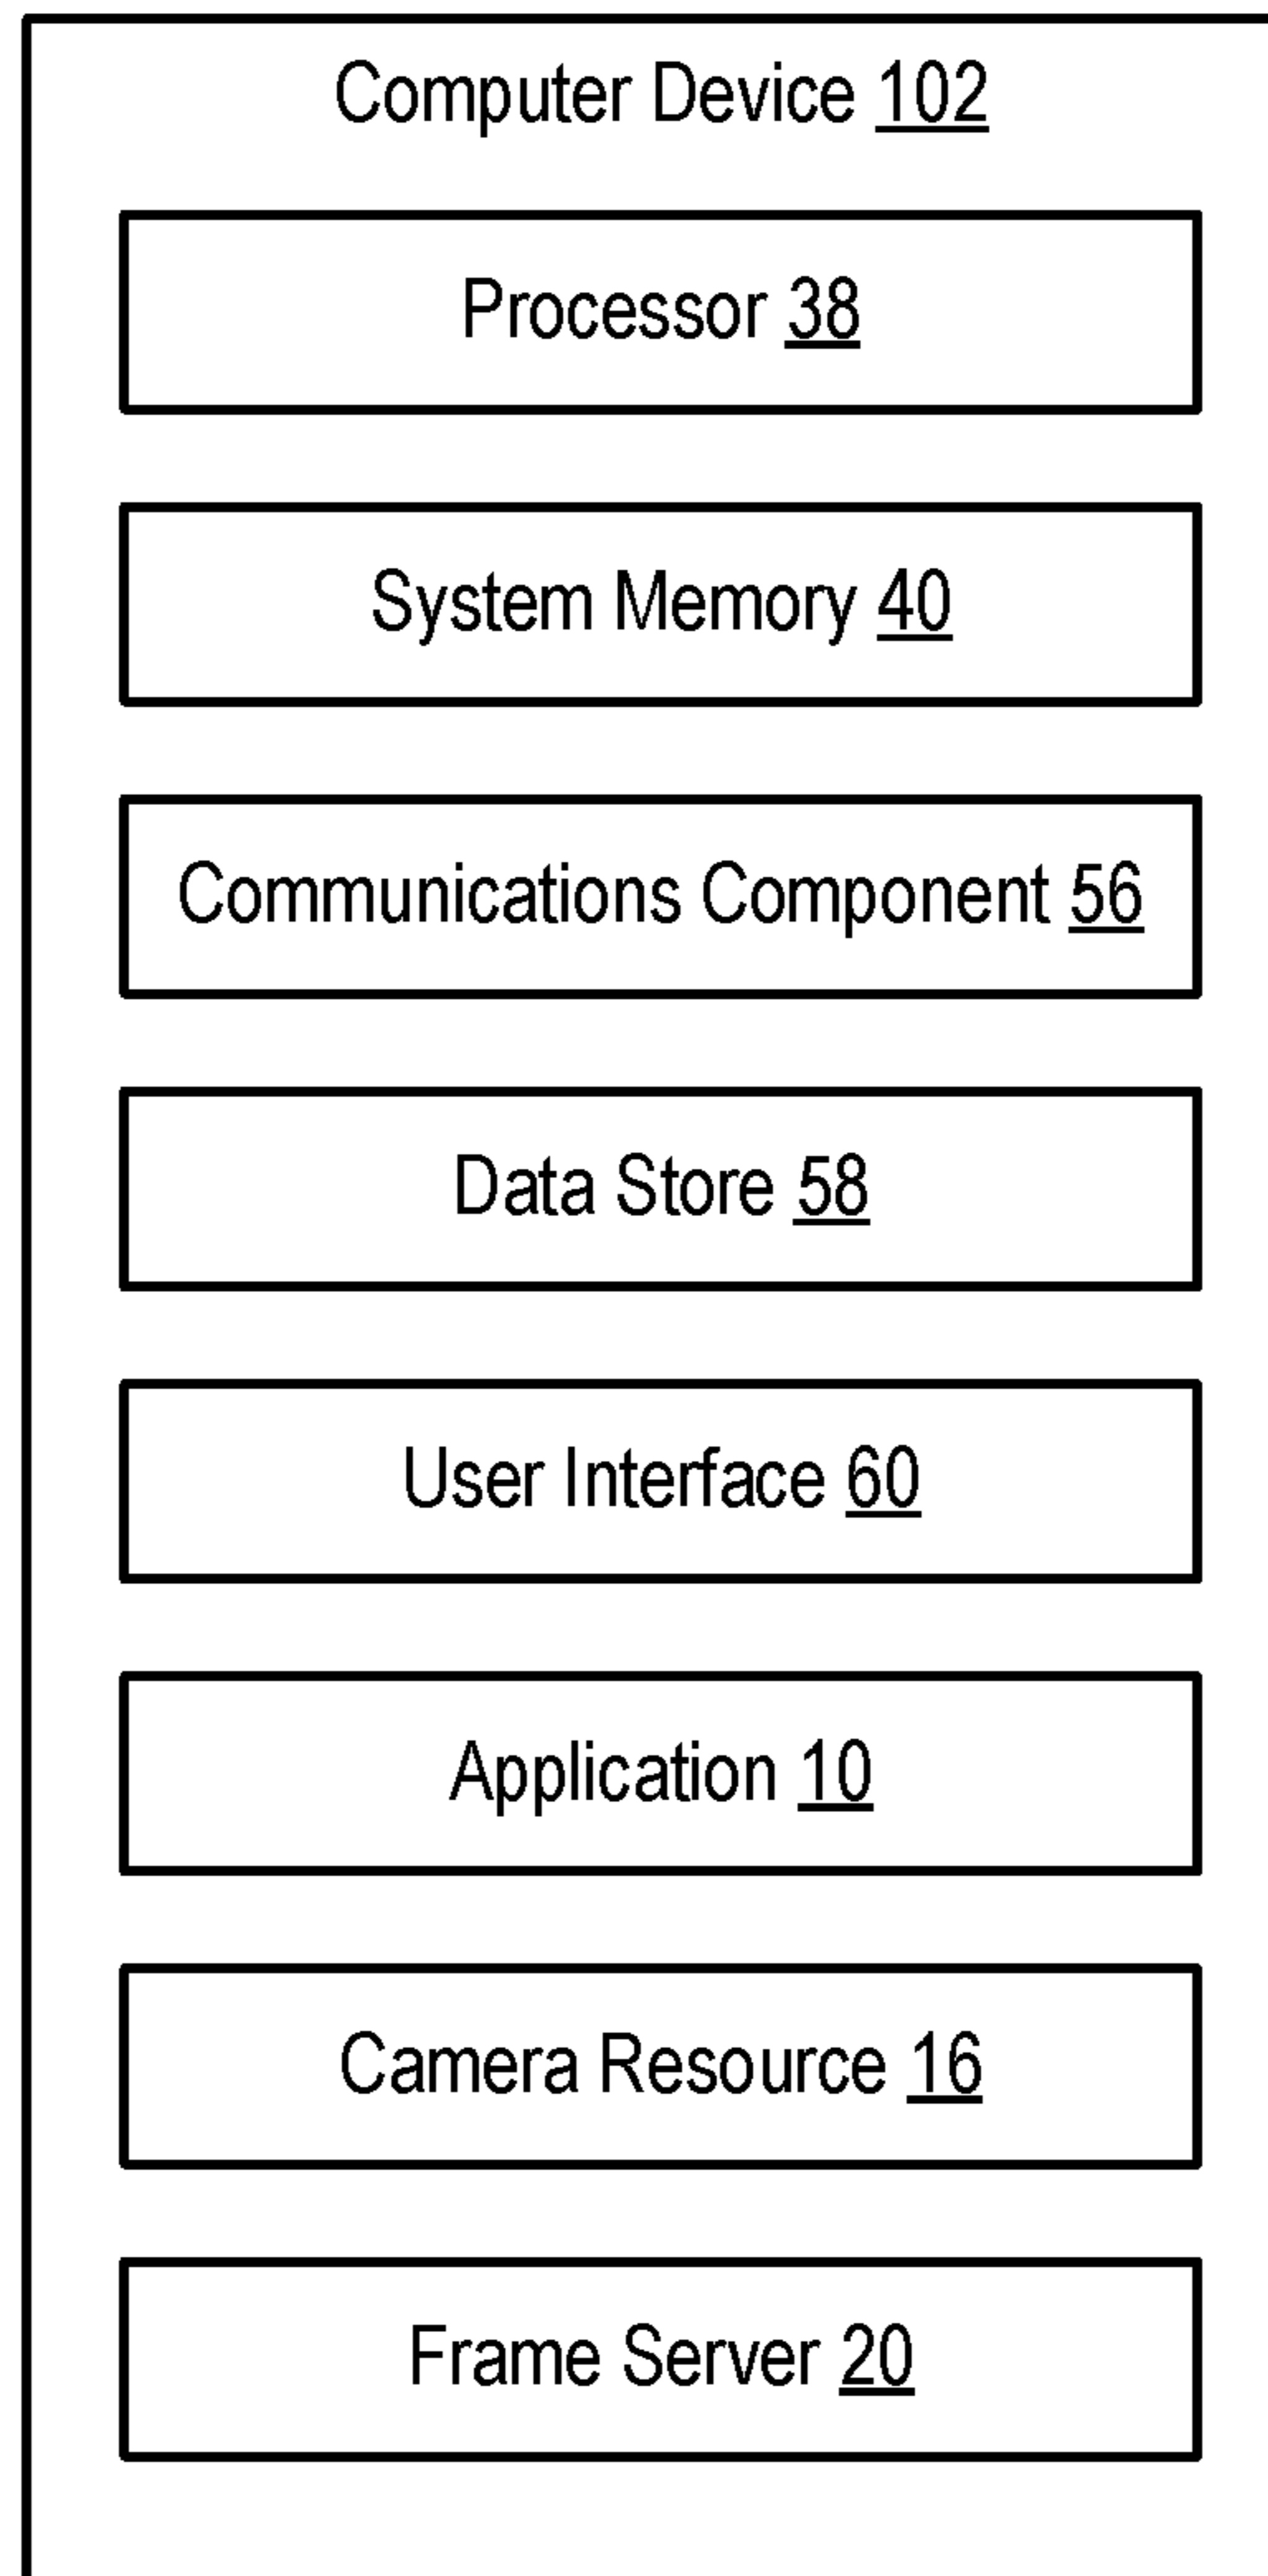 Computer Device 102
Processor 38
System Memory 40
Communications Component 56
Data Store 58
User Interface 60
Application 10
Camera Resource 16
Frame Server 20